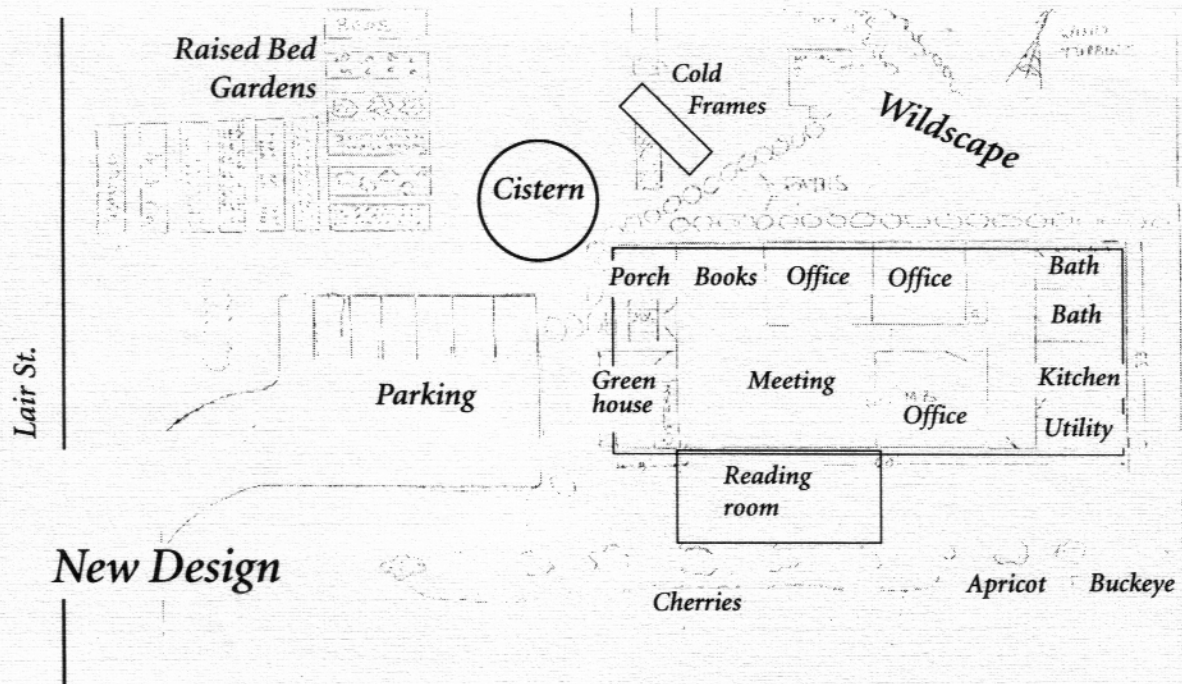 Raised Bed
Gardens
Cold
Frames
Wildscape
Cistern
Porch
Books
Office
Office
Bath
Bath
Green
house
Meeting
Office
Kitchen
Utility
Parking
Lair St.
Reading
room
New Design
Cherries
Apricot
Buckeye